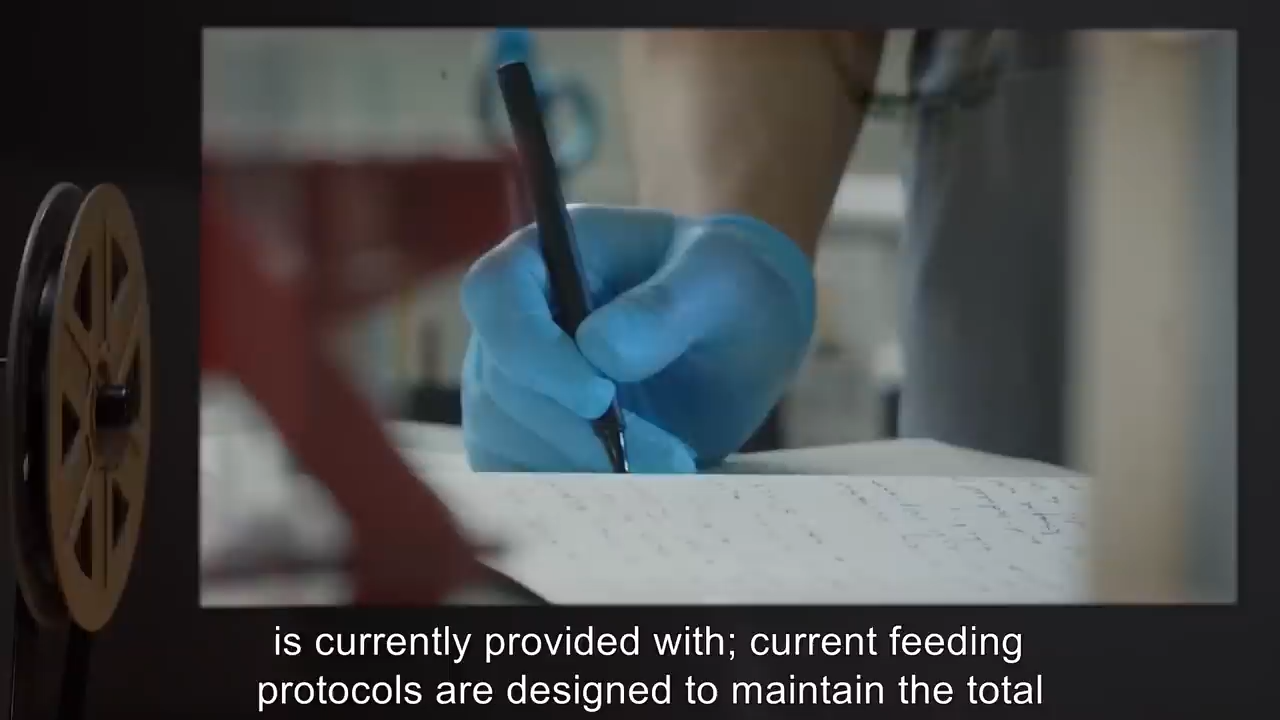 is currently provided with; current feeding
protocols are designed to maintain the total